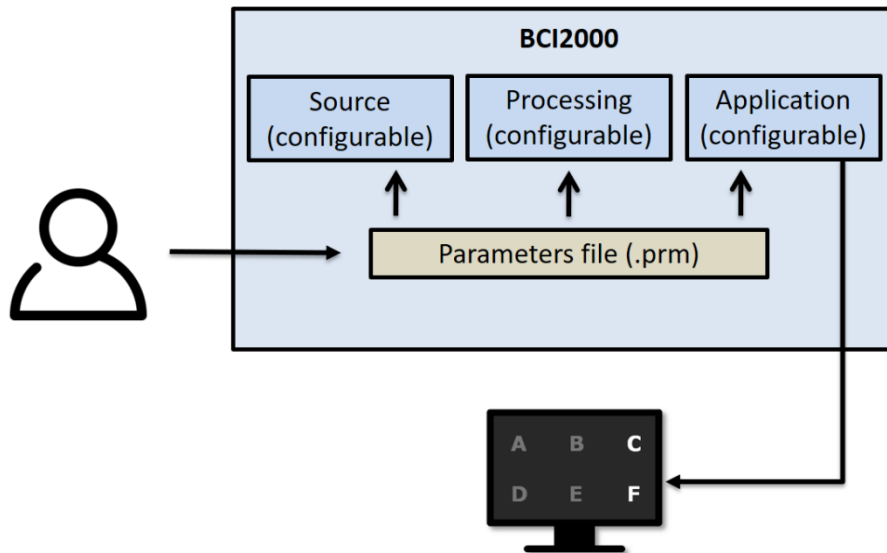 BCI2000
Source
(configurable)
Processing
(configurable)
Application
(configurable)
Parameters file (.prm)
A B C
D E F